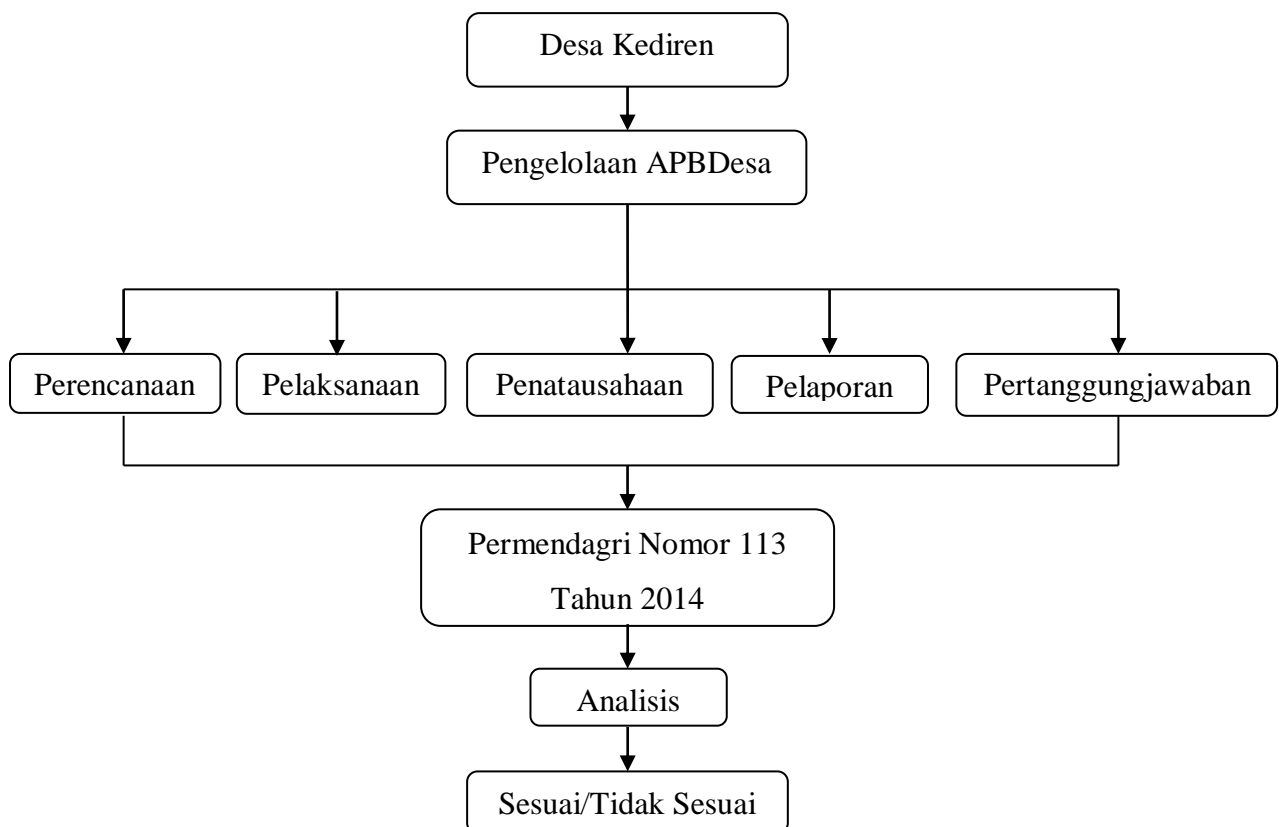 Desa Kediren
Pengelolaan APBDesa
Perencanaan
Pelaksanaan
Penatausahaan
Pelaporan
Pertanggungjawaban
Permendagri Nomor 113
Tahun 2014
Analisis
Sesuai/Tidak Sesuai